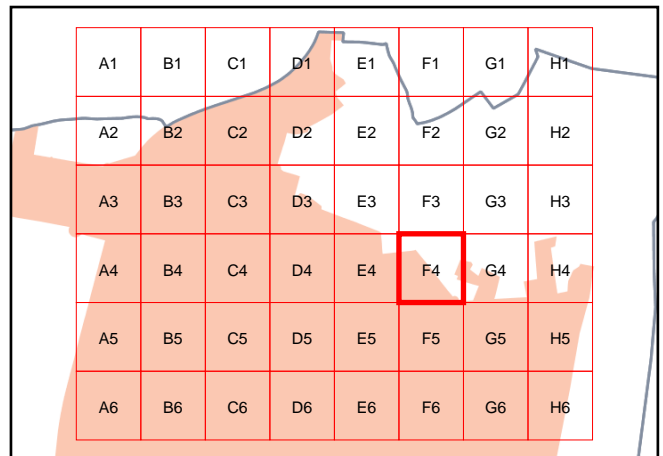 A1 B1 C1 D1 E1 F1 G1 H1
A2 B2 C2 D2 E2 F2 G2 H2
A3 B3 C3 D3 E3 F3 G3 H3
A4 B4 C4 D4 E4 F4 G4 H4
A5 B5 C5 D5 E5 F5 G5 H5
A6 B6 C6 D6 E6 F6 G6 H6